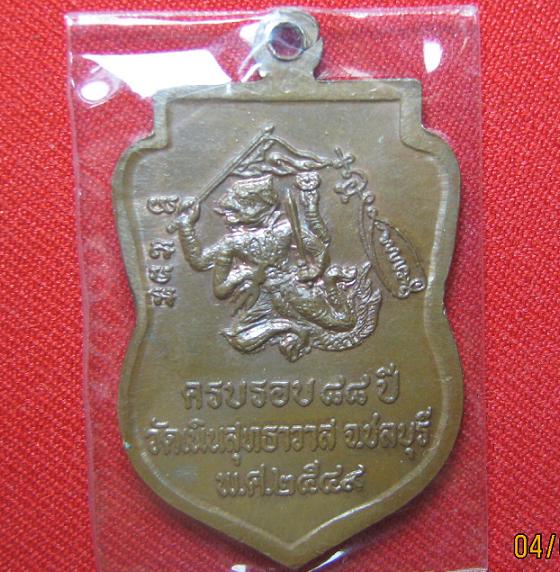 ครบรอบ ๘๘ ปี
วัดเนินสุทธาวาส จ.ชลบุรี
พ.ศ.๒๕๔๙
04/